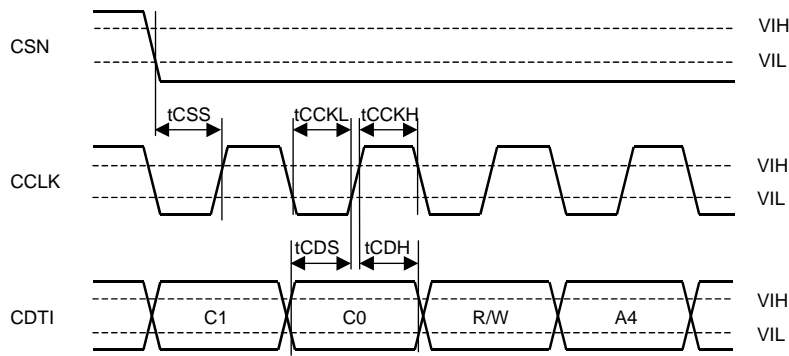 CSN
VIH
VIL
tCSS
tCCKL
tCCKH
CCLK
VIH
VIL
tCDS
tCDH
CDTI
C1
C0
R/W
A4
VIH
VIL